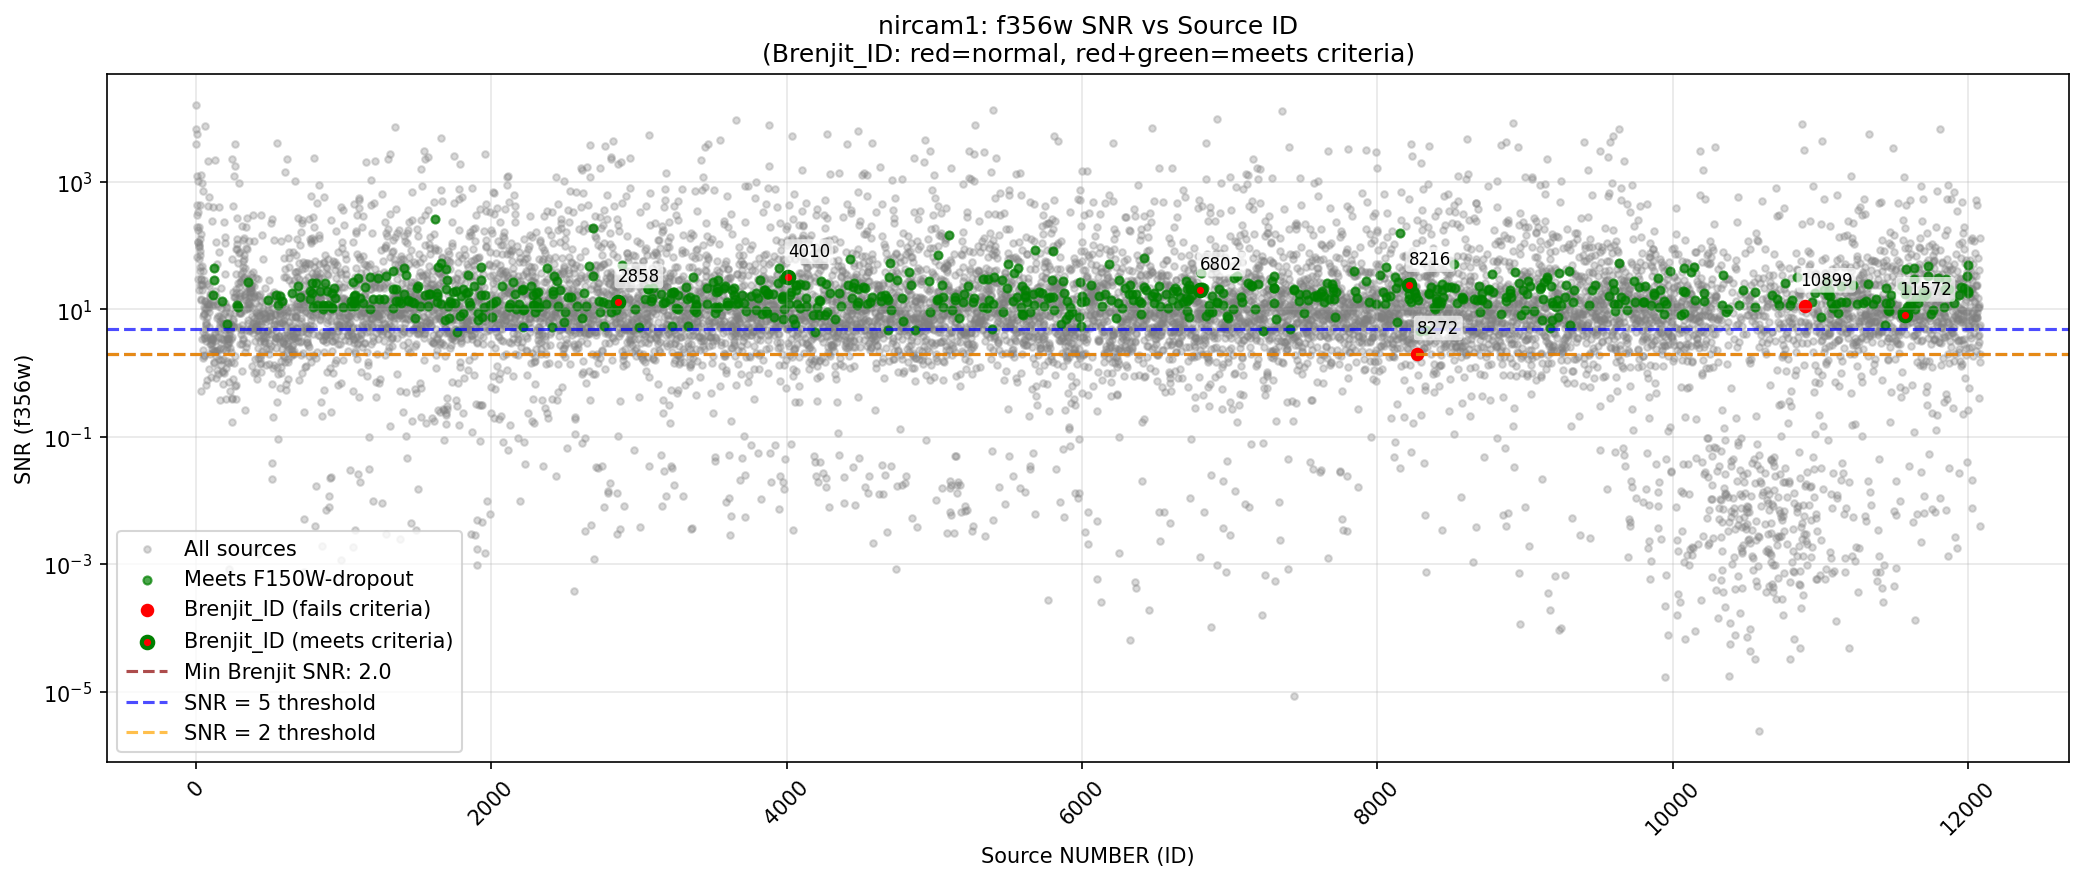 nircam1: f356w SNR vs Source ID
(Brenjit_ID: red=normal, red+green=meets criteria)
SNR (f356w)
10³
10¹
10⁻¹
10⁻³
10⁻⁵
2858
4010
6802
8216
8272
10899
11572
All sources
Meets F150W-dropout
Brenjit_ID (fails criteria)
Brenjit_ID (meets criteria)
Min Brenjit SNR: 2.0
SNR = 5 threshold
SNR = 2 threshold
0
2000
4000
6000
8000
10000
12000
Source NUMBER (ID)